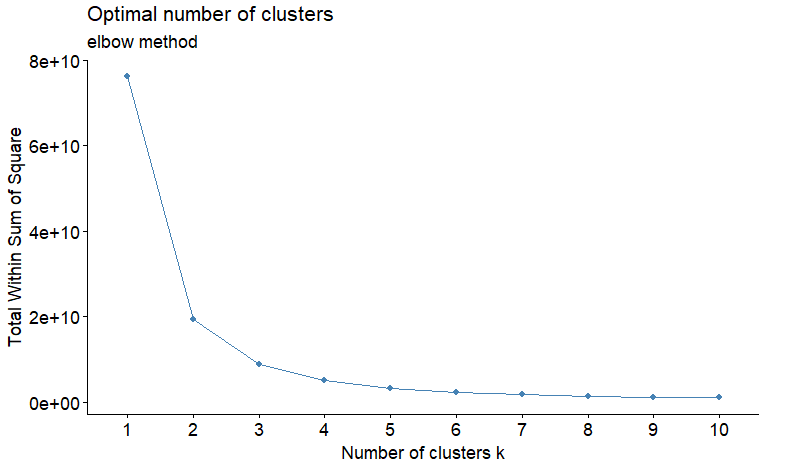 Optimal number of clusters
elbow method
Total Within Sum of Square
8e+10
6e+10
4e+10
2e+10
0e+00
1 2 3 4 5 6 7 8 9 10
Number of clusters k